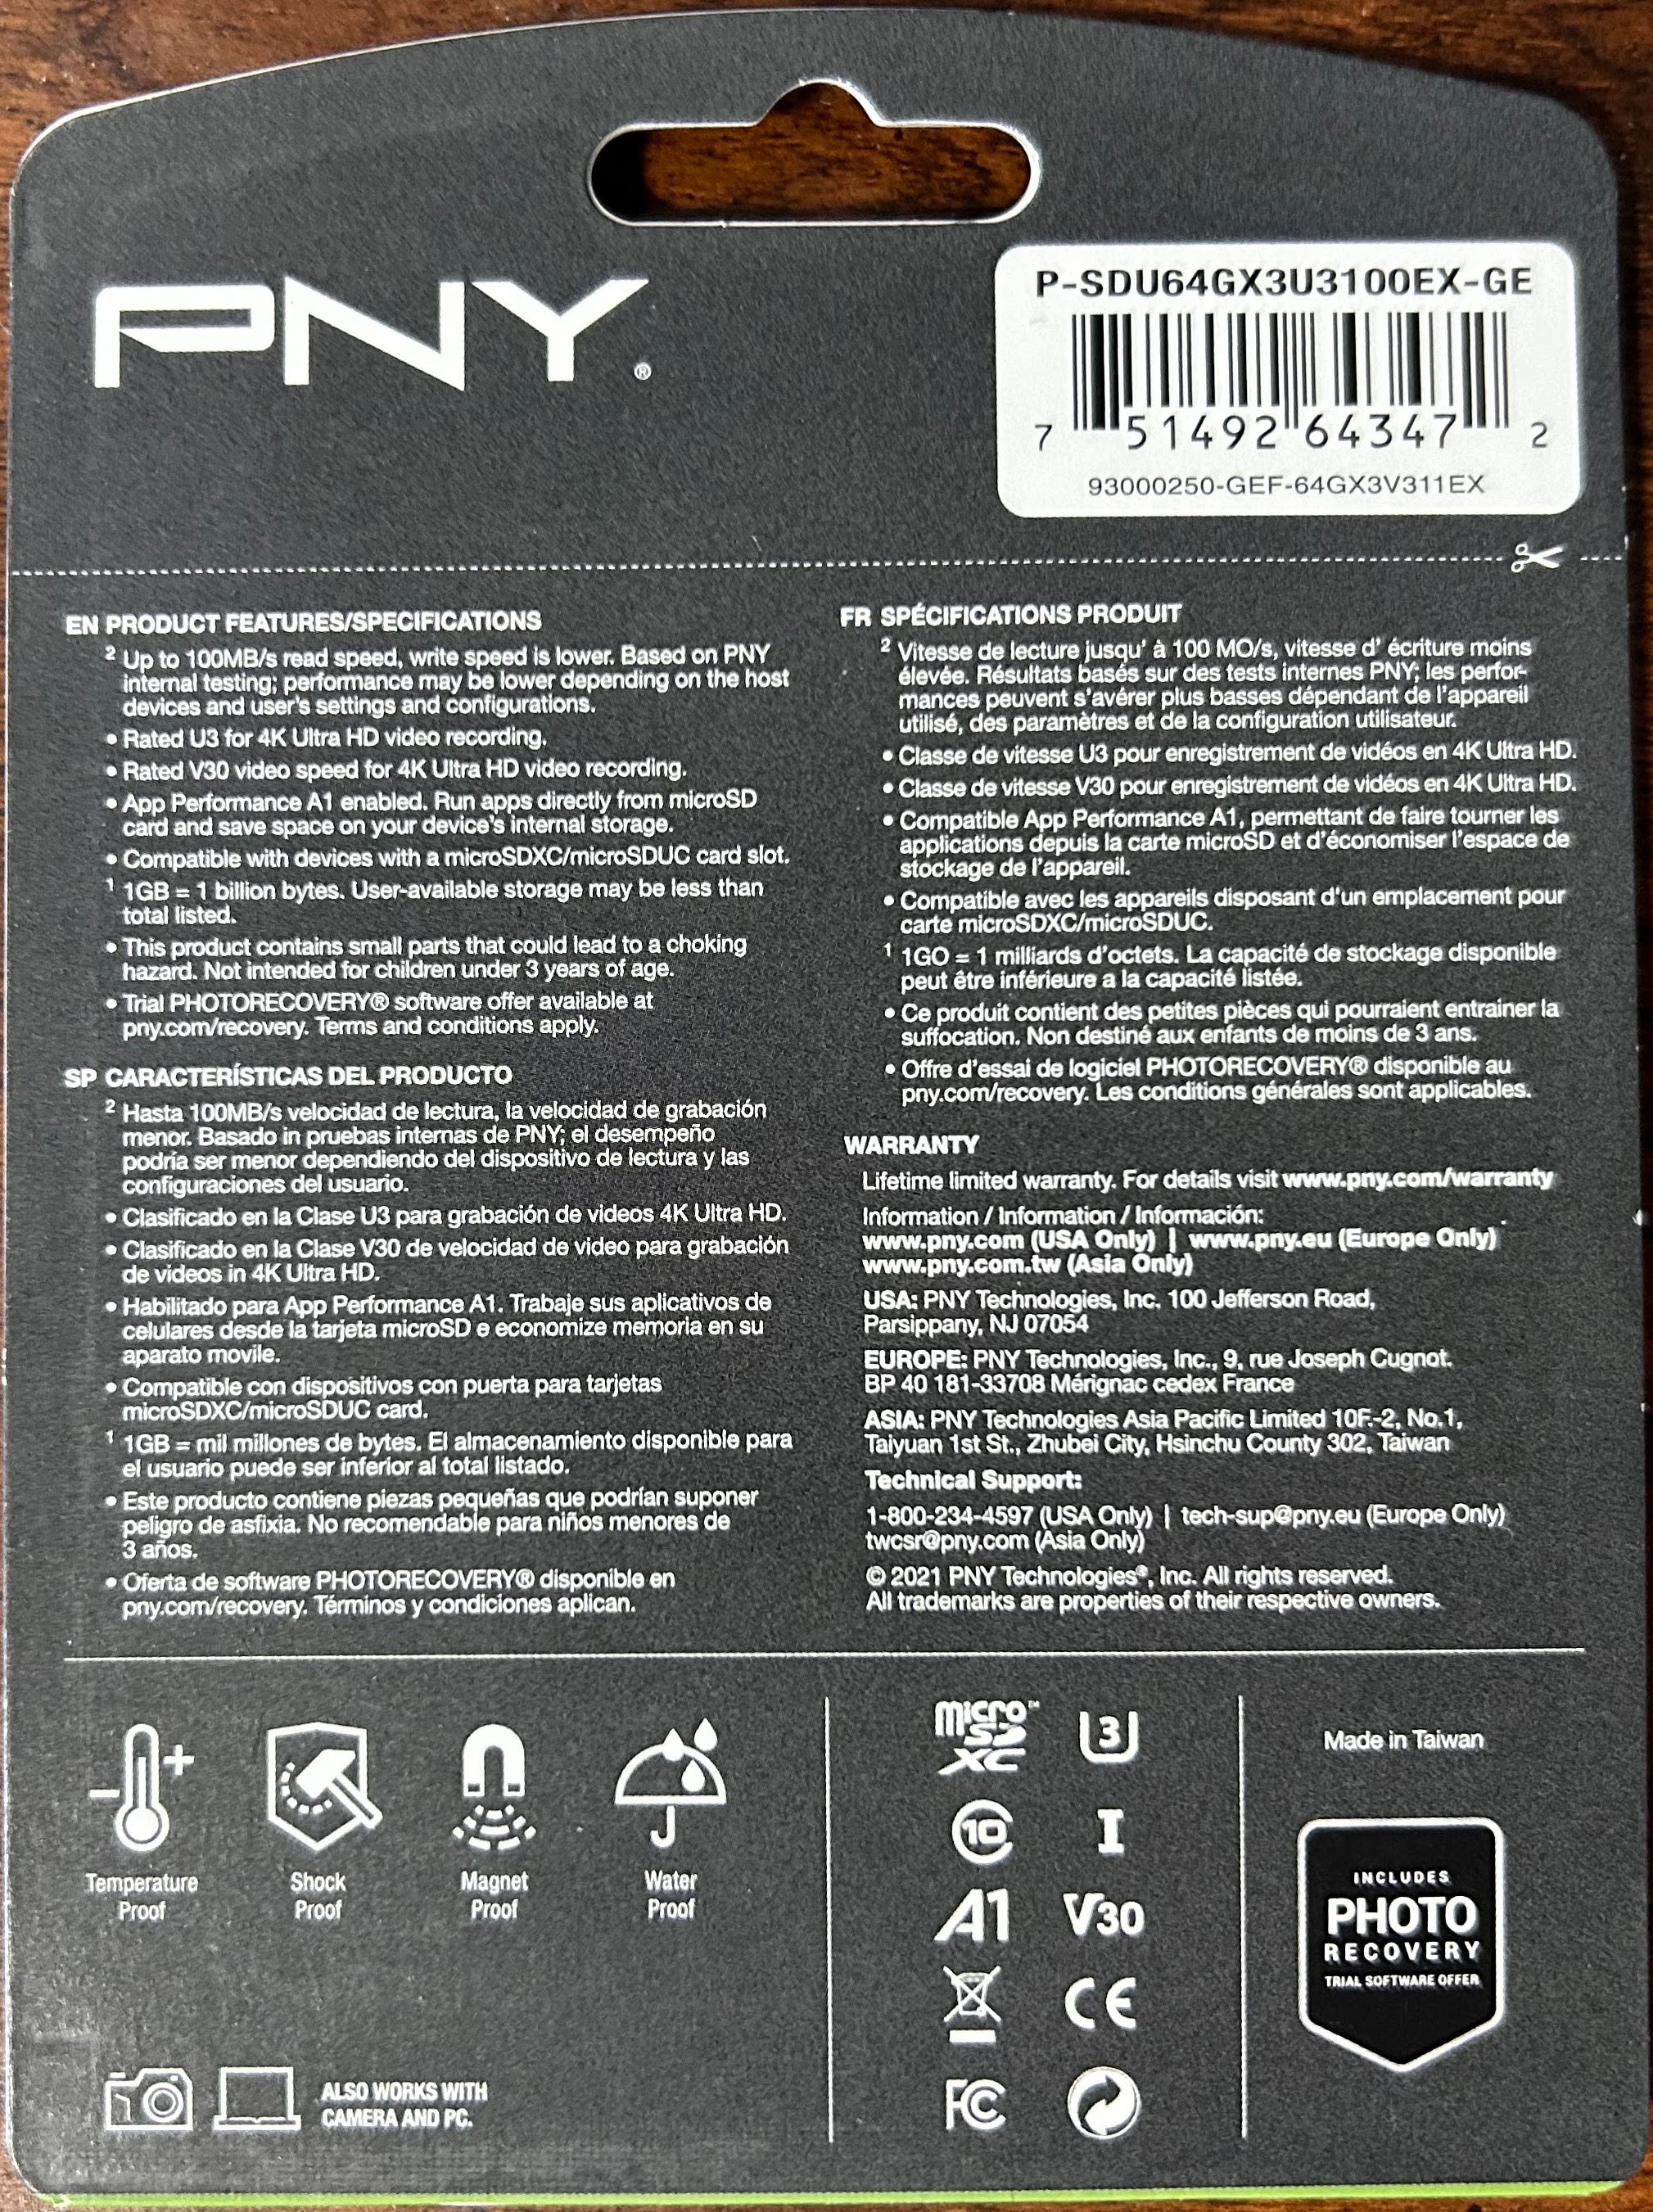 PNY®
P-SDU64GX3U3100EX-GE
7 51492 64347 2
93000250-GEF-64GX3V311EX
EN PRODUCT FEATURES/SPECIFICATIONS
² Up to 100MB/s read speed, write speed is lower. Based on PNY
internal testing; performance may be lower depending on the host
devices and user's settings and configurations.
• Rated U3 for 4K Ultra HD video recording.
• Rated V30 video speed for 4K Ultra HD video recording.
• App Performance A1 enabled. Run apps directly from microSD
card and save space on your device's internal storage.
• Compatible with devices with a microSDXC/microSDUC card slot.
¹ 1GB = 1 billion bytes. User-available storage may be less than
total listed.
• This product contains small parts that could lead to a choking
hazard. Not intended for children under 3 years of age.
• Trial PHOTORECOVERY® software offer available at
pny.com/recovery. Terms and conditions apply.
SP CARACTERÍSTICAS DEL PRODUCTO
² Hasta 100MB/s velocidad de lectura, la velocidad de grabación
menor. Basado in pruebas internas de PNY; el desempeño
podría ser menor dependiendo del dispositivo de lectura y las
configuraciones del usuario.
• Clasificado en la Clase U3 para grabación de videos 4K Ultra HD.
• Clasificado en la Clase V30 de velocidad de video para grabación
de videos in 4K Ultra HD.
• Habilitado para App Performance A1. Trabaje sus aplicativos de
celulares desde la tarjeta microSD e economize memoria en su
aparato movile.
• Compatible con dispositivos con puerta para tarjetas
microSDXC/microSDUC card.
¹ 1GB = mil millones de bytes. El almacenamiento disponible para
el usuario puede ser inferior al total listado.
• Este producto contiene piezas pequeñas que podrían suponer
peligro de asfixia. No recomendable para niños menores de
3 años.
• Oferta de software PHOTORECOVERY® disponible en
pny.com/recovery. Términos y condiciones aplican.
FR SPÉCIFICATIONS PRODUIT
² Vitesse de lecture jusqu' à 100 MO/s, vitesse d' écriture moins
élevée. Résultats basés sur des tests internes PNY; les perfor-
mances peuvent s'avérer plus basses dépendant de l'appareil
utilisé, des paramètres et de la configuration utilisateur.
• Classe de vitesse U3 pour enregistrement de vidéos en 4K Ultra HD.
• Classe de vitesse V30 pour enregistrement de vidéos en 4K Ultra HD.
• Compatible App Performance A1, permettant de faire tourner les
applications depuis la carte microSD et d'économiser l'espace de
stockage de l'appareil.
• Compatible avec les appareils disposant d'un emplacement pour
carte microSDXC/microSDUC.
¹ 1GO = 1 milliards d'octets. La capacité de stockage disponible
peut être inférieure a la capacité listée.
• Ce produit contient des petites pièces qui pourraient entrainer la
suffocation. Non destiné aux enfants de moins de 3 ans.
• Offre d'essai de logiciel PHOTORECOVERY® disponible au
pny.com/recovery. Les conditions générales sont applicables.
WARRANTY
Lifetime limited warranty. For details visit www.pny.com/warranty
Information / Information / Información:
www.pny.com (USA Only) | www.pny.eu (Europe Only)
www.pny.com.tw (Asia Only)
USA: PNY Technologies, Inc. 100 Jefferson Road,
Parsippany, NJ 07054
EUROPE: PNY Technologies, Inc., 9, rue Joseph Cugnot.
BP 40 181-33708 Mérignac cedex France
ASIA: PNY Technologies Asia Pacific Limited 10F.-2, No.1,
Taiyuan 1st St., Zhubei City, Hsinchu County 302, Taiwan
Technical Support:
1-800-234-4597 (USA Only) | tech-sup@pny.eu (Europe Only)
twcsr@pny.com (Asia Only)
© 2021 PNY Technologies®, Inc. All rights reserved.
All trademarks are properties of their respective owners.
Temperature
Proof
Shock
Proof
Magnet
Proof
Water
Proof
ALSO WORKS WITH
CAMERA AND PC.
micro™
SD
XC
U3
10
I
A1
V30
CE
FC
Made in Taiwan
INCLUDES
PHOTO
RECOVERY
TRIAL SOFTWARE OFFER